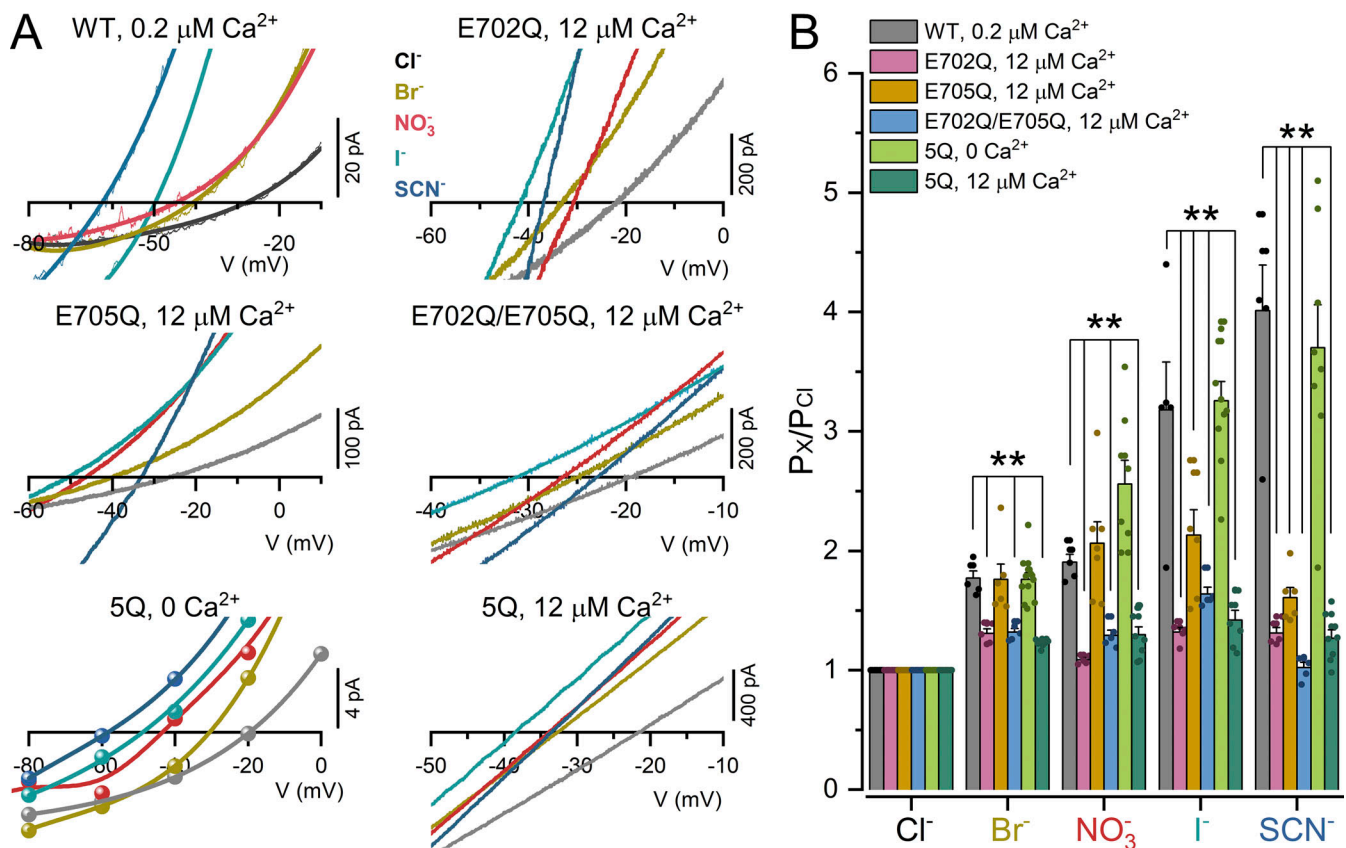 A
WT, 0.2 μM Ca²⁺
20 pA
-80
-50
-20
V (mV)
E702Q, 12 μM Ca²⁺
Cl⁻
Br⁻
NO₃⁻
I⁻
SCN⁻
200 pA
-60
-40
-20
0
V (mV)
E705Q, 12 μM Ca²⁺
100 pA
-60
-40
-20
0
V (mV)
E702Q/E705Q, 12 μM Ca²⁺
200 pA
-40
-30
-20
-10
V (mV)
5Q, 0 Ca²⁺
4 pA
-80
-60
-40
-20
0
V (mV)
5Q, 12 μM Ca²⁺
400 pA
-50
-40
-30
-20
-10
V (mV)
B
WT, 0.2 μM Ca²⁺
E702Q, 12 μM Ca²⁺
E705Q, 12 μM Ca²⁺
E702Q/E705Q, 12 μM Ca²⁺
5Q, 0 Ca²⁺
5Q, 12 μM Ca²⁺
Px/PCl
6
5
4
3
2
1
0
**
**
**
**
Cl⁻
Br⁻
NO₃⁻
I⁻
SCN⁻